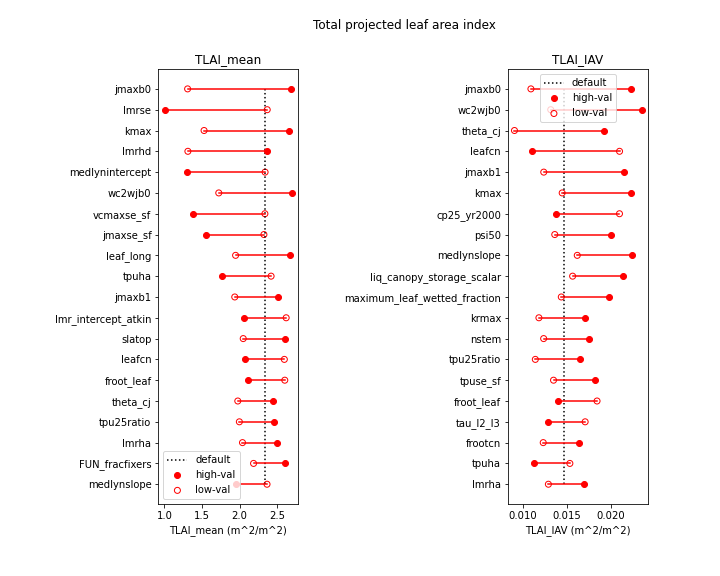 Total projected leaf area index
TLAI_mean
jmaxb0
lmrse
kmax
lmrhd
medlynintercept
wc2wjb0
vcmaxse_sf
jmaxse_sf
leaf_long
tpuha
jmaxb1
lmr_intercept_atkin
slatop
leafcn
froot_leaf
theta_cj
tpu25ratio
lmrha
FUN_fracfixers
medlynslope
default
high-val
low-val
1.0 1.5 2.0 2.5
TLAI_mean (m^2/m^2)
TLAI_IAV
jmaxb0
wc2wjb0
theta_cj
leafcn
jmaxb1
kmax
cp25_yr2000
psi50
medlynslope
liq_canopy_storage_scalar
maximum_leaf_wetted_fraction
krmax
nstem
tpu25ratio
tpuse_sf
froot_leaf
tau_l2_l3
frootcn
tpuha
lmrha
default
high-val
low-val
0.010 0.015 0.020
TLAI_IAV (m^2/m^2)